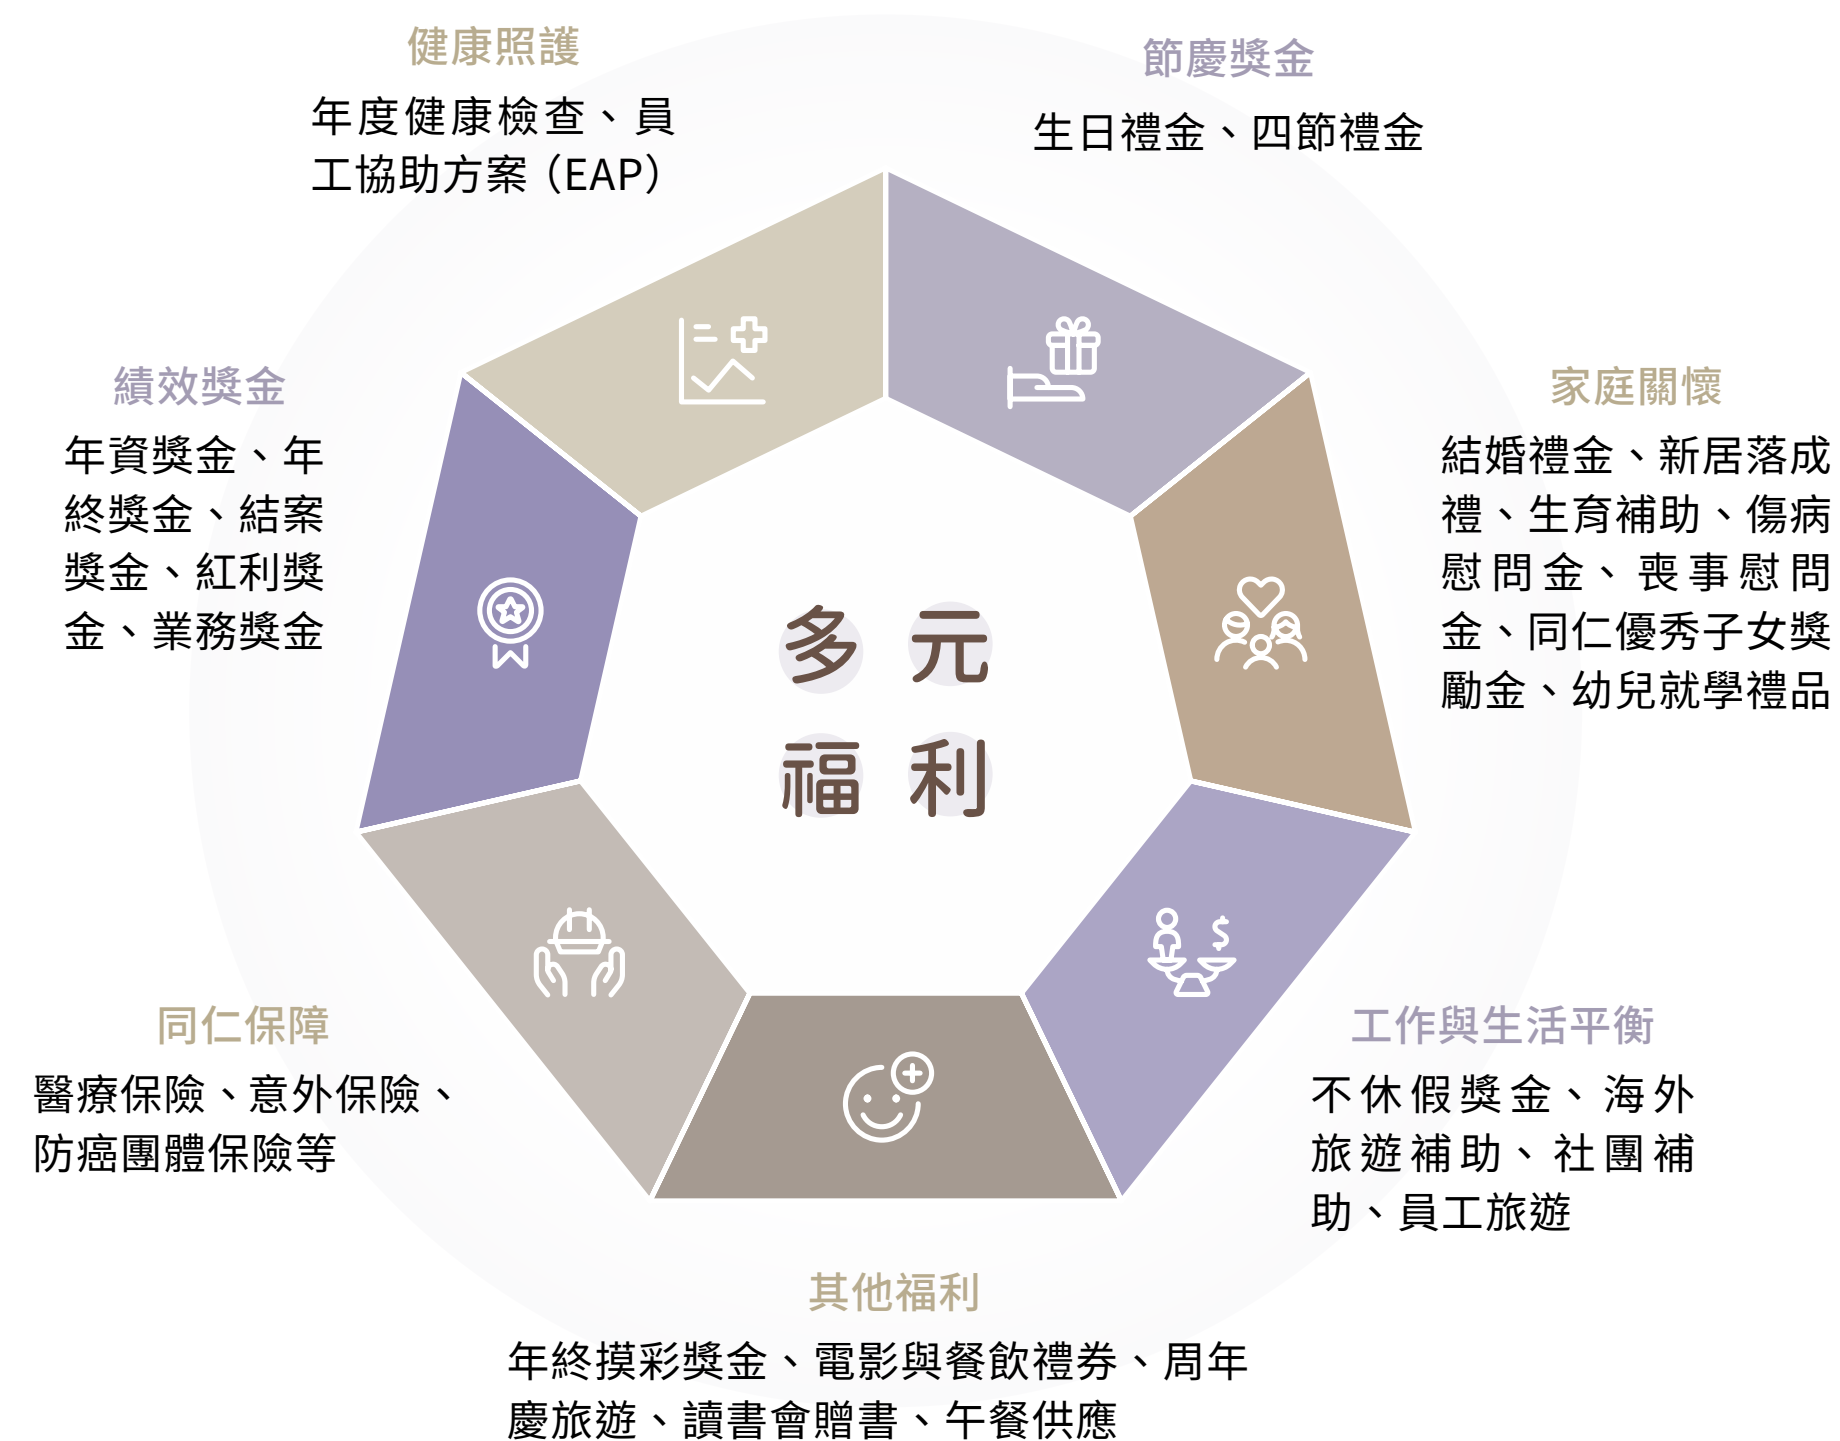 健康照護
年度健康檢查、員
工協助方案（EAP）
節慶獎金
生日禮金、四節禮金
績效獎金
年資獎金、年
終獎金、結案
獎金、紅利獎
金、業務獎金
家庭關懷
結婚禮金、新居落成
禮、生育補助、傷病
慰問金、喪事慰問
金、同仁優秀子女獎
勵金、幼兒就學禮品
多元
福利
同仁保障
醫療保險、意外保險、
防癌團體保險等
工作與生活平衡
不休假獎金、海外
旅遊補助、社團補
助、員工旅遊
其他福利
年終摸彩獎金、電影與餐飲禮券、周年
慶旅遊、讀書會贈書、午餐供應